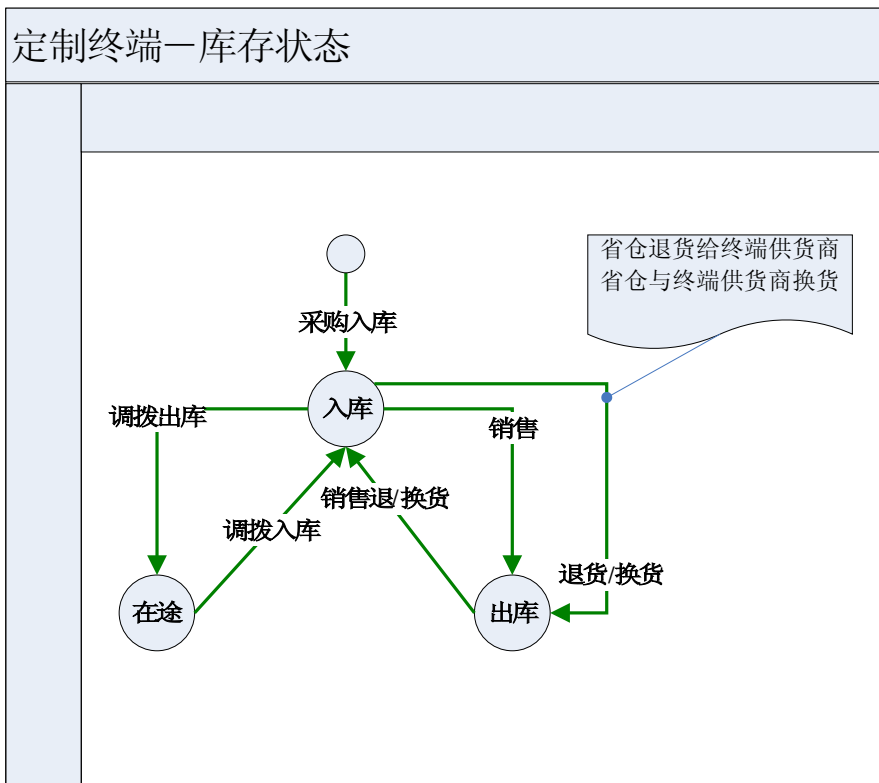 定制终端－库存状态
省仓退货给终端供货商
省仓与终端供货商换货
采购入库
入库
调拨出库
销售
销售退/换货
调拨入库
退货/换货
在途
出库